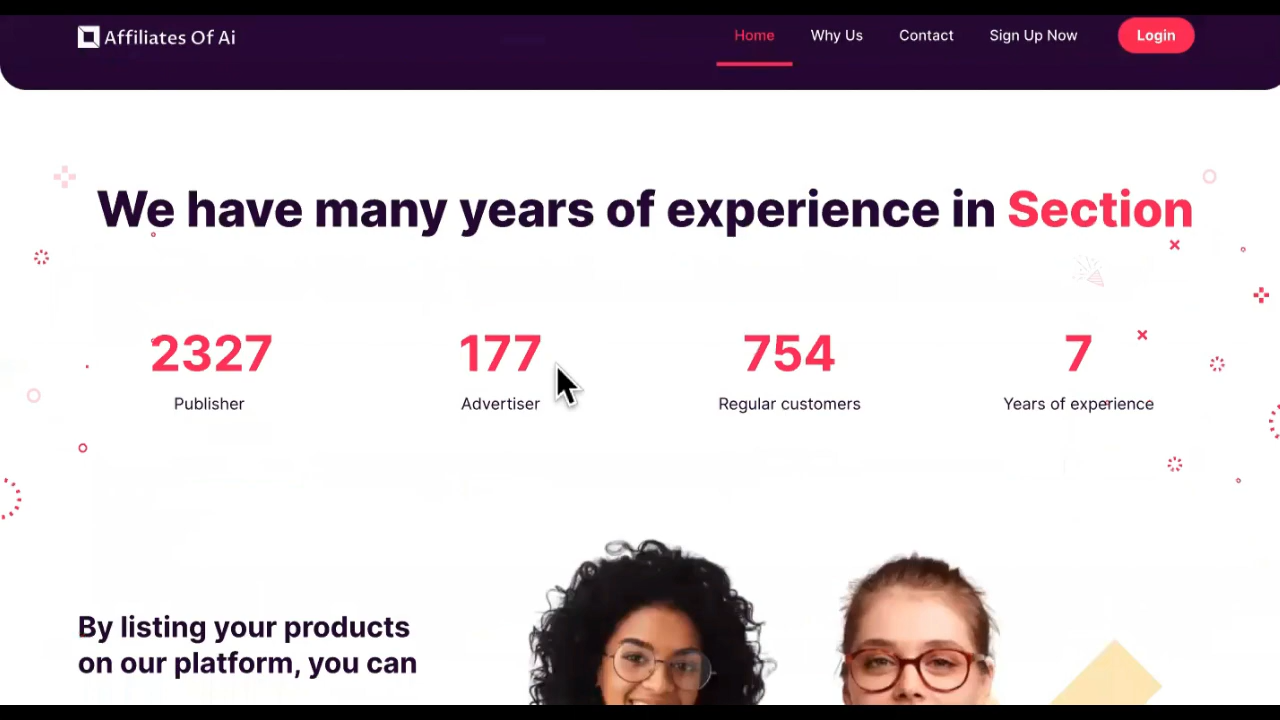 Affiliates Of Ai
Home Why Us Contact Sign Up Now Login
We have many years of experience in Section
2327 177 754 7
Publisher Advertiser Regular customers Years of experience
By listing your products
on our platform, you can